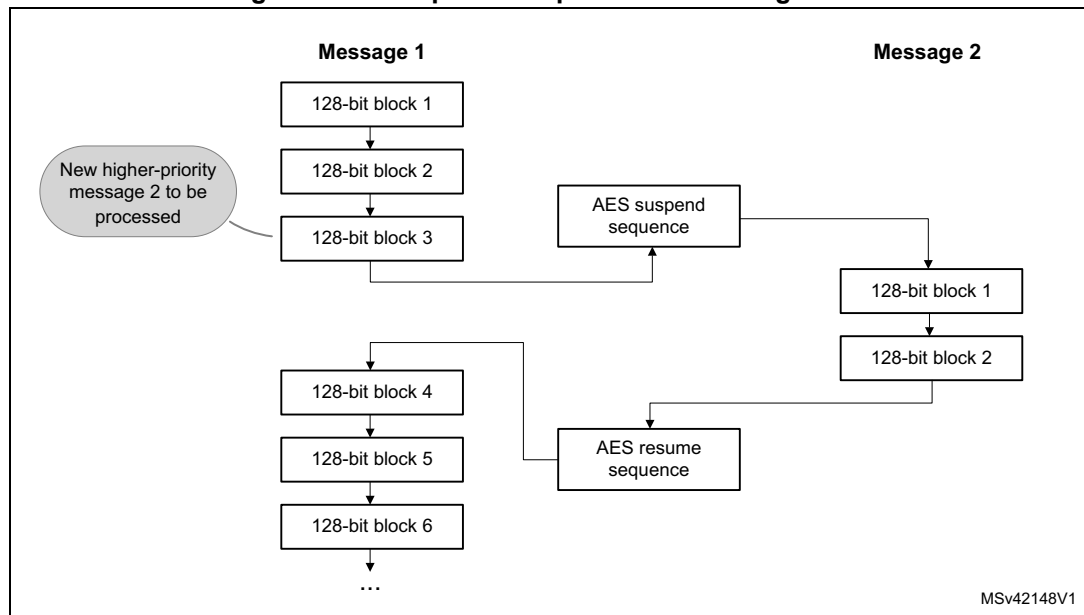 Message 1
Message 2
128-bit block 1
128-bit block 2
128-bit block 3
New higher-priority
message 2 to be
processed
AES suspend
sequence
128-bit block 1
128-bit block 2
AES resume
sequence
128-bit block 4
128-bit block 5
128-bit block 6
...
MSv42148V1